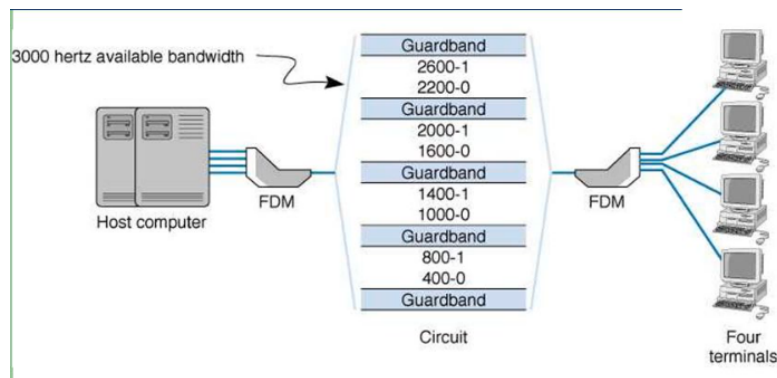 3000 hertz available bandwidth
Guardband
2600-1
2200-0
Guardband
2000-1
1600-0
Guardband
1400-1
1000-0
Guardband
800-1
400-0
Guardband
Host computer
FDM
FDM
Circuit
Four
terminals